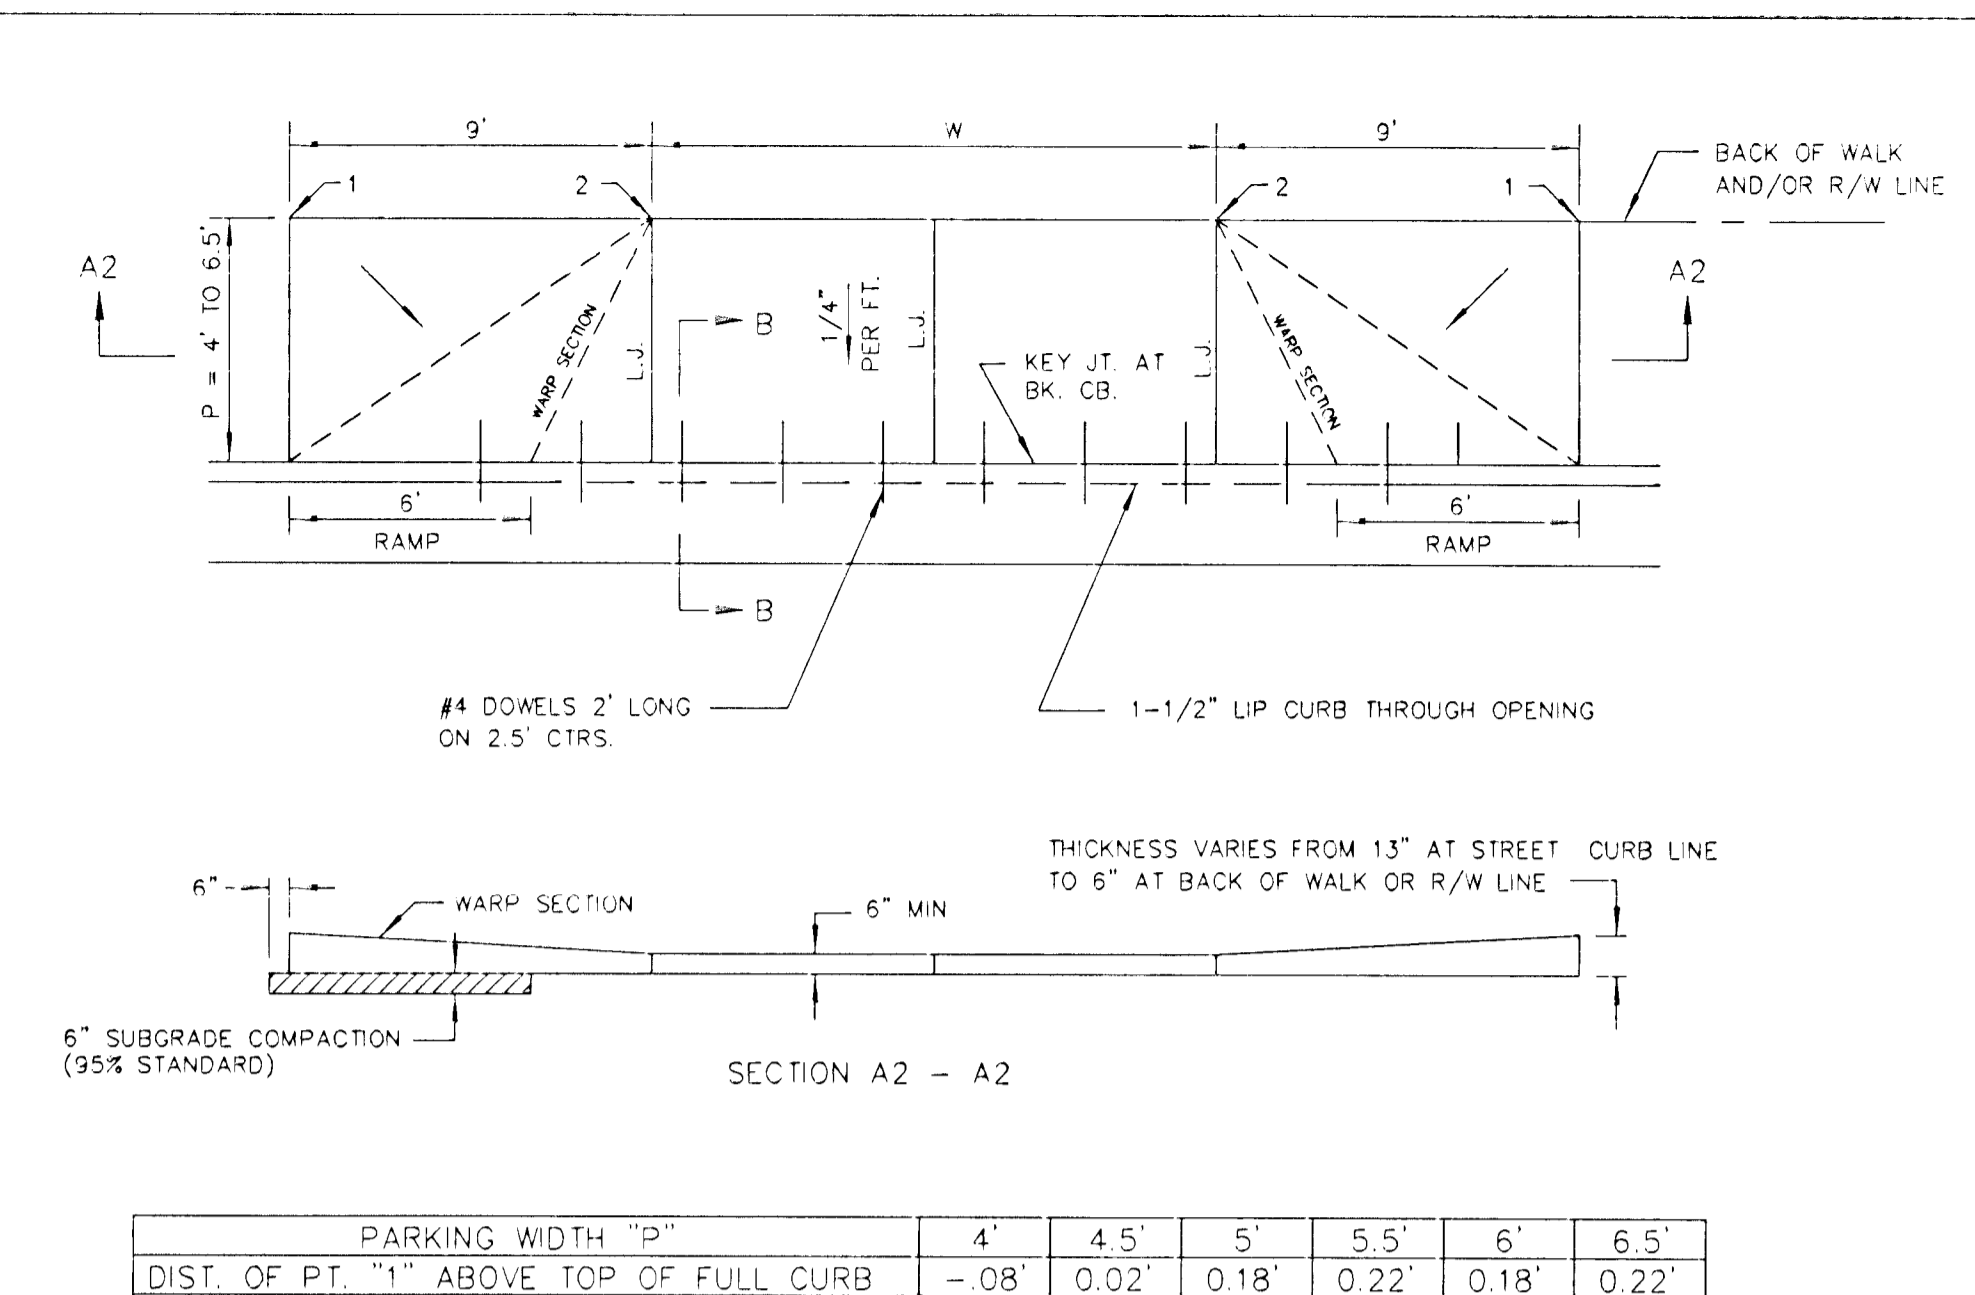 9'
W
9'
BACK OF WALK
AND/OR R/W LINE
1
2
2
1
A2
A2
P = 4' TO 6.5'
WARP SECTION
L.J.
B
1/4"
PER FT.
L.J.
KEY JT. AT
BK. CB.
L.J.
WARP SECTION
6'
RAMP
6'
RAMP
B
#4 DOWELS 2' LONG
ON 2.5' CTRS.
1-1/2" LIP CURB THROUGH OPENING
THICKNESS VARIES FROM 13" AT STREET CURB LINE
TO 6" AT BACK OF WALK OR R/W LINE
6"
WARP SECTION
6" MIN
6" SUBGRADE COMPACTION
(95% STANDARD)
SECTION A2 - A2
PARKING WIDTH "P" 4' 4.5' 5' 5.5' 6' 6.5'
DIST. OF PT. "1" ABOVE TOP OF FULL CURB -.08' 0.02' 0.18' 0.22' 0.18' 0.22'